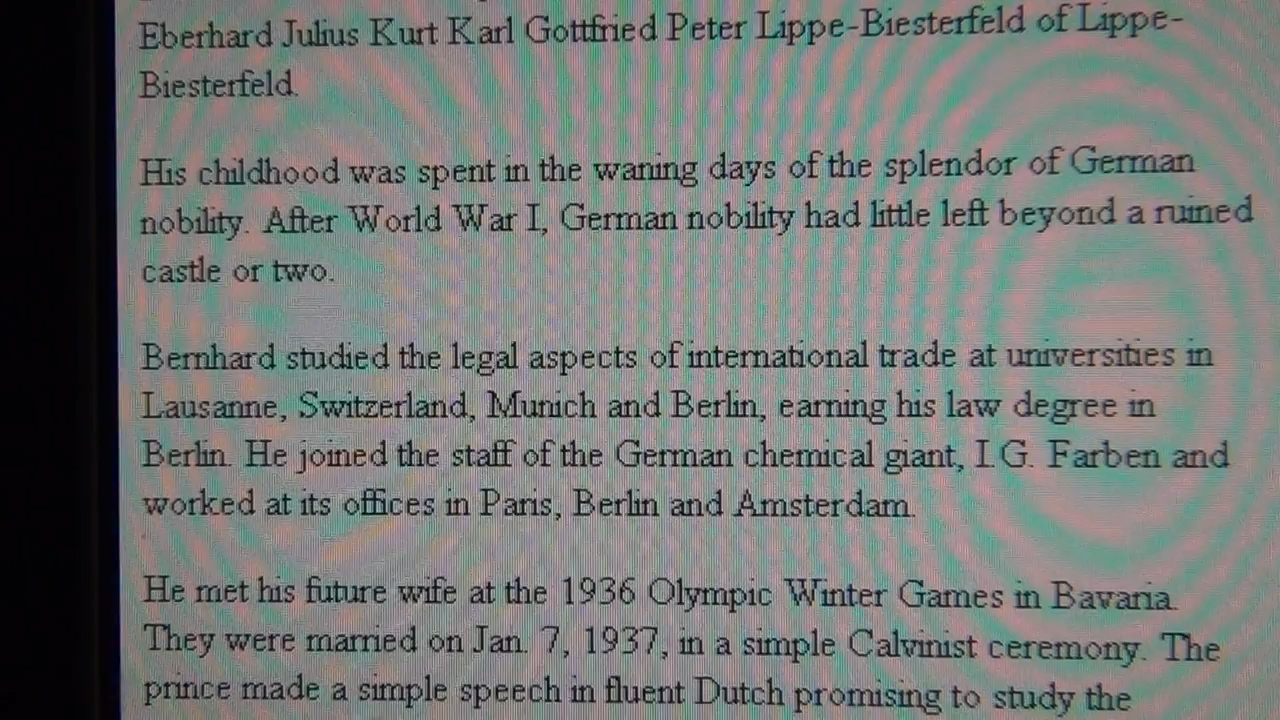 Eberhard Julius Kurt Karl Gottfried Peter Lippe-Biesterfeld of Lippe-
Biesterfeld.
His childhood was spent in the waning days of the splendor of German
nobility. After World War I, German nobility had little left beyond a ruined
castle or two.
Bernhard studied the legal aspects of international trade at universities in
Lausanne, Switzerland, Munich and Berlin, earning his law degree in
Berlin. He joined the staff of the German chemical giant, I.G. Farben and
worked at its offices in Paris, Berlin and Amsterdam.
He met his future wife at the 1936 Olympic Winter Games in Bavaria.
They were married on Jan. 7, 1937, in a simple Calvinist ceremony. The
prince made a simple speech in fluent Dutch promising to study the